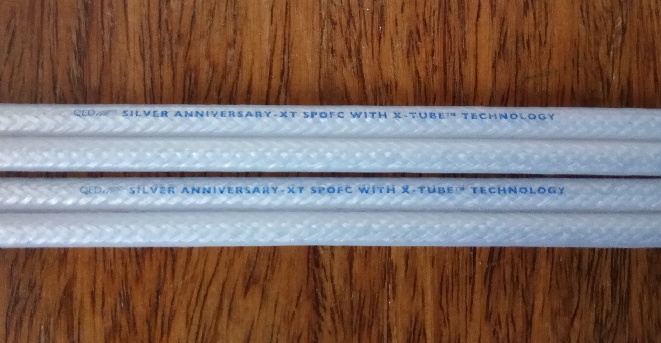 QED SILVER ANNIVERSARY-XT SPOFC WITH X-TUBE™ TECHNOLOGY
QED SILVER ANNIVERSARY-XT SPOFC WITH X-TUBE™ TECHNOLOGY